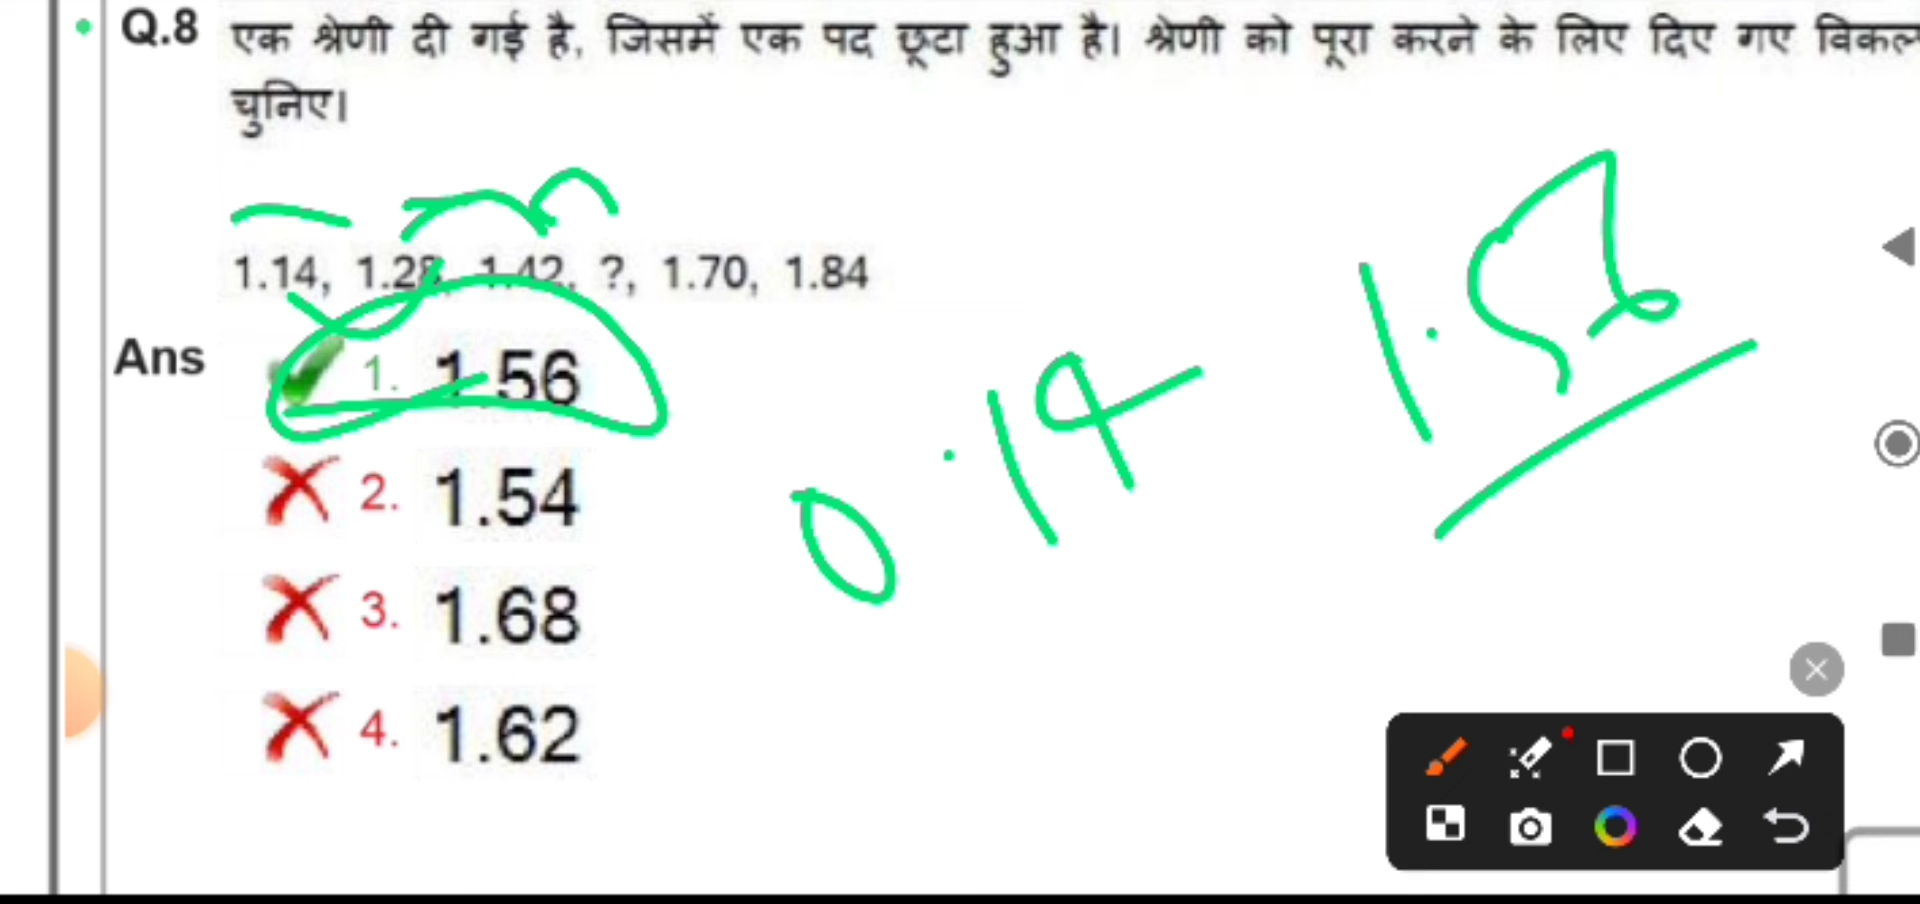 Q.8 एक श्रेणी दी गई है, जिसमें एक पद छूटा हुआ है। श्रेणी को पूरा करने के लिए दिए गए
चुनिए।
1.14, 1.28, 1.42, ?, 1.70, 1.84
Ans 1. 1.56
2. 1.54
3. 1.68
4. 1.62
0.14
1.56